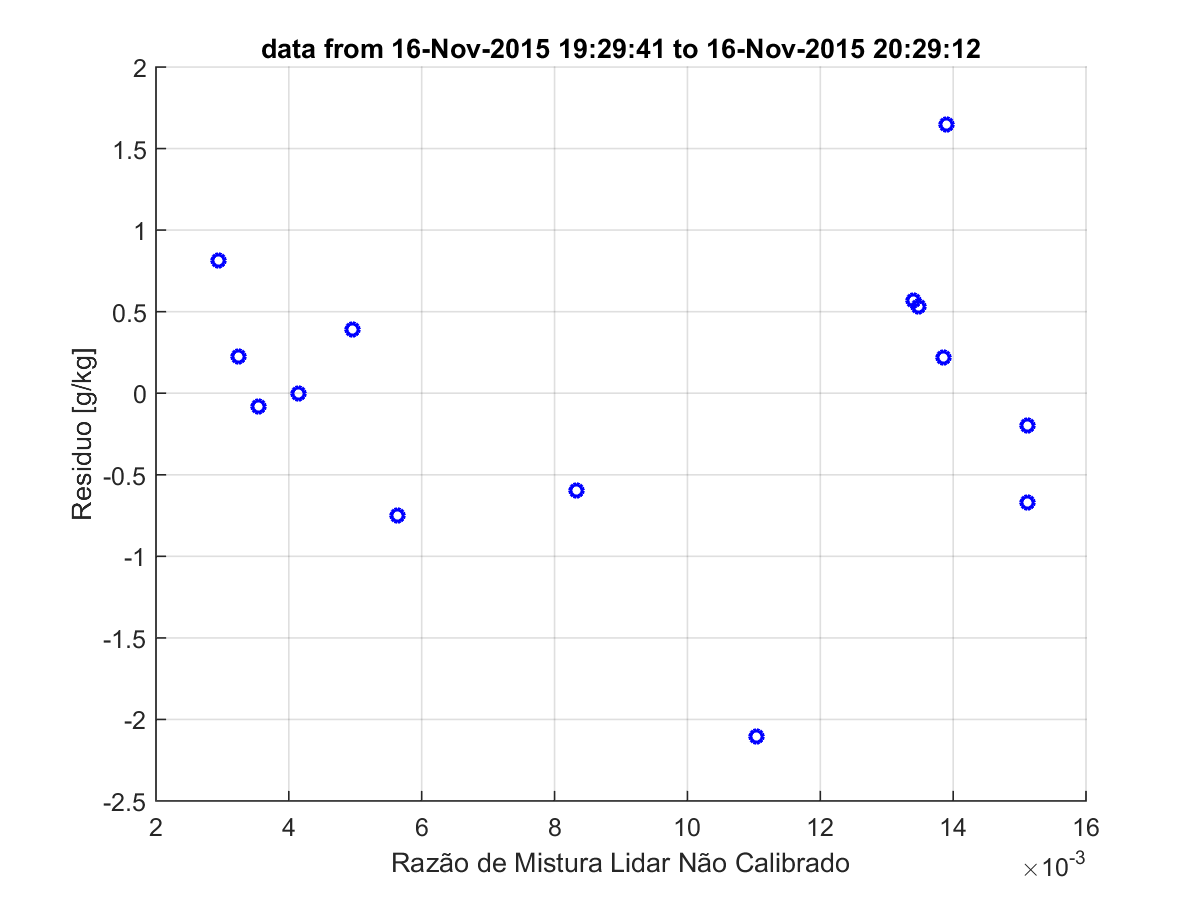 data from 16-Nov-2015 19:29:41 to 16-Nov-2015 20:29:12
2
1.5
1
0.5
0
-0.5
-1
-1.5
-2
-2.5
Residuo [g/kg]
2 4 6 8 10 12 14 16
Razão de Mistura Lidar Não Calibrado
×10-3